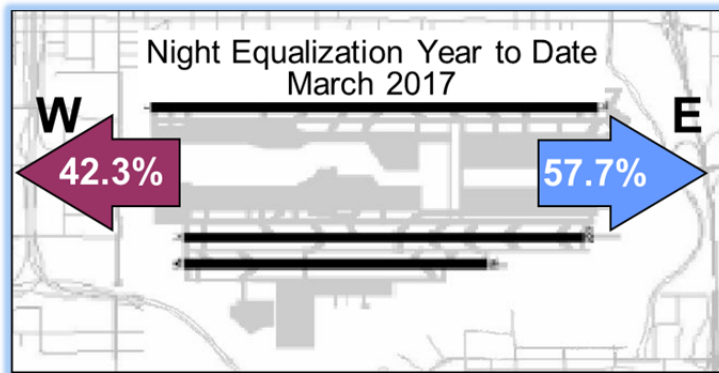 Night Equalization Year to Date
March 2017
W
E
42.3%
57.7%